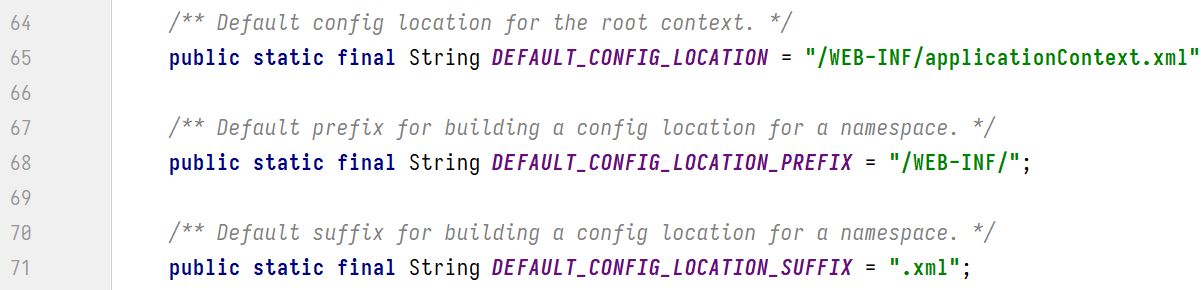 64 /** Default config location for the root context. */
65 public static final String DEFAULT_CONFIG_LOCATION = "/WEB-INF/applicationContext.xml"
66
67 /** Default prefix for building a config location for a namespace. */
68 public static final String DEFAULT_CONFIG_LOCATION_PREFIX = "/WEB-INF/";
69
70 /** Default suffix for building a config location for a namespace. */
71 public static final String DEFAULT_CONFIG_LOCATION_SUFFIX = ".xml";